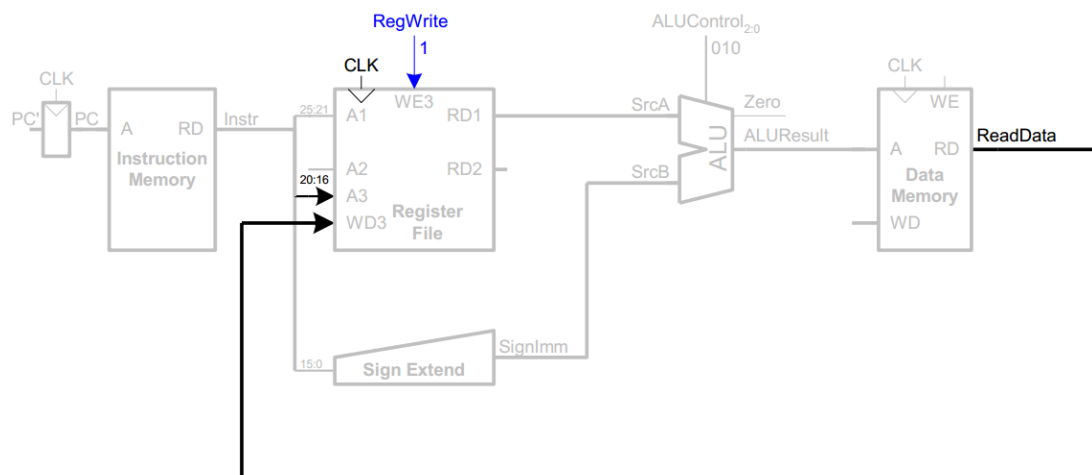 RegWrite
ALUControl2:0
1
010
CLK
CLK
CLK
PC'
PC
A
RD
Instruction
Memory
Instr
25:21
A1
WE3
RD1
A2
RD2
20:16
A3
WD3
Register
File
SrcA
SrcB
ALU
Zero
ALUResult
WE
A
RD
Data
Memory
WD
ReadData
15:0
Sign Extend
SignImm